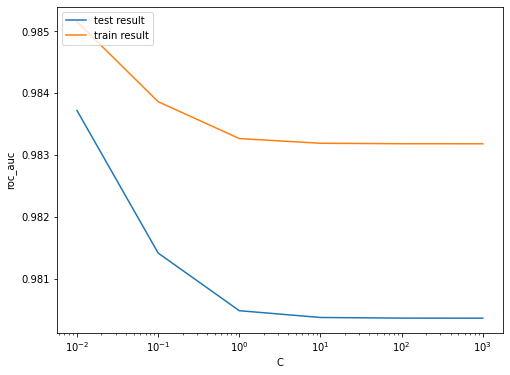 test result
train result
0.985
0.984
0.983
0.982
0.981
roc_auc
10⁻²
10⁻¹
10⁰
10¹
10²
10³
C